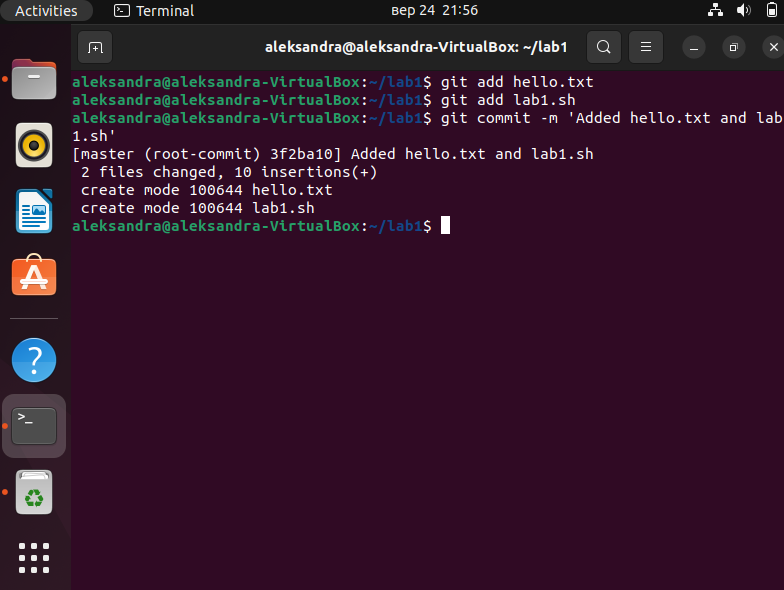 Activities Terminal вер 24 21:56
aleksandra@aleksandra-VirtualBox: ~/lab1
aleksandra@aleksandra-VirtualBox:~/lab1$ git add hello.txt
aleksandra@aleksandra-VirtualBox:~/lab1$ git add lab1.sh
aleksandra@aleksandra-VirtualBox:~/lab1$ git commit -m 'Added hello.txt and lab
1.sh'
[master (root-commit) 3f2ba10] Added hello.txt and lab1.sh
 2 files changed, 10 insertions(+)
 create mode 100644 hello.txt
 create mode 100644 lab1.sh
aleksandra@aleksandra-VirtualBox:~/lab1$